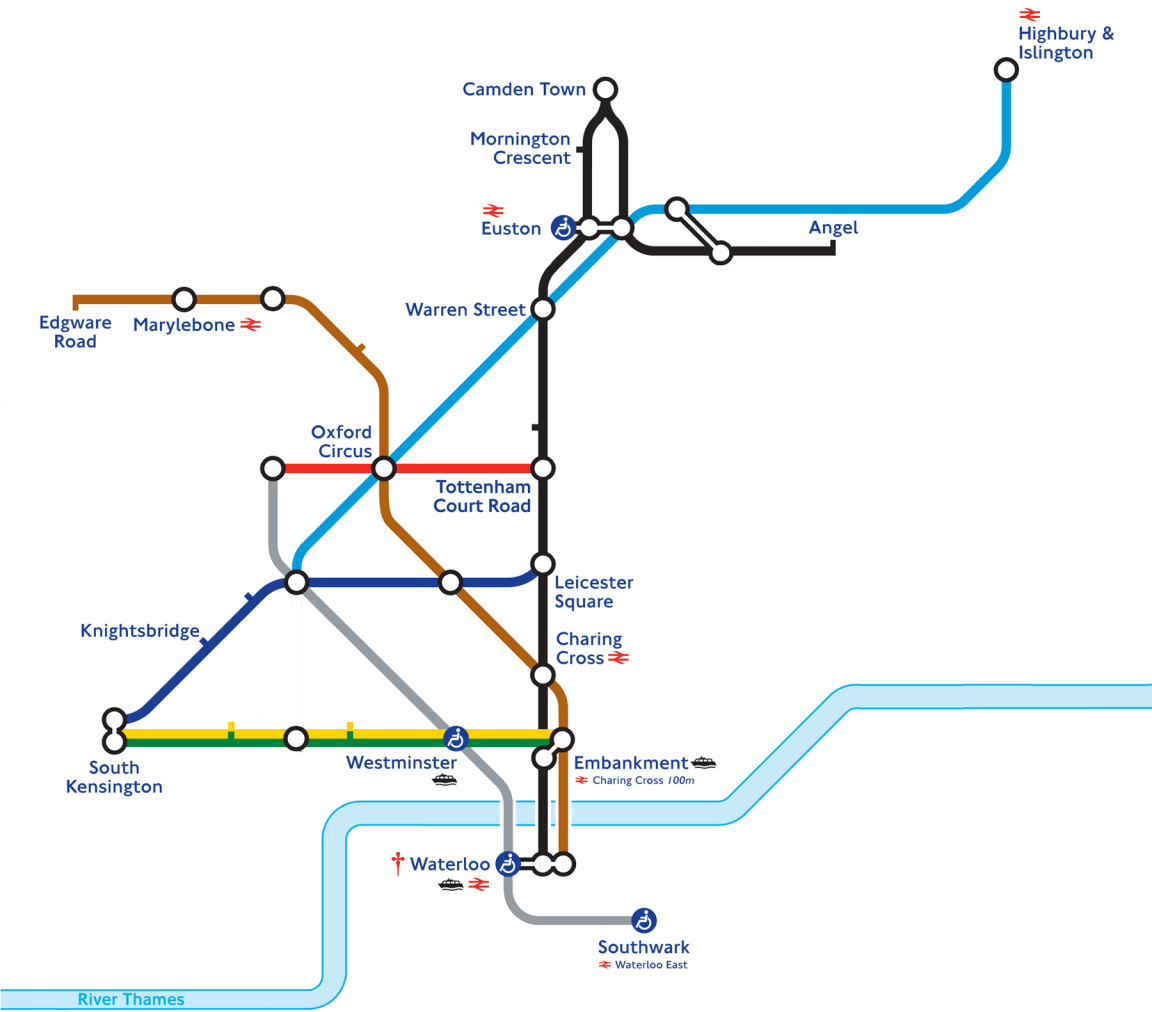 Highbury &
Islington
Camden Town
Mornington
Crescent
Euston
Angel
Edgware
Road
Marylebone
Warren Street
Oxford
Circus
Tottenham
Court Road
Leicester
Square
Knightsbridge
Charing
Cross
South
Kensington
Westminster
Embankment
Charing Cross 100m
Waterloo
Southwark
Waterloo East
River Thames